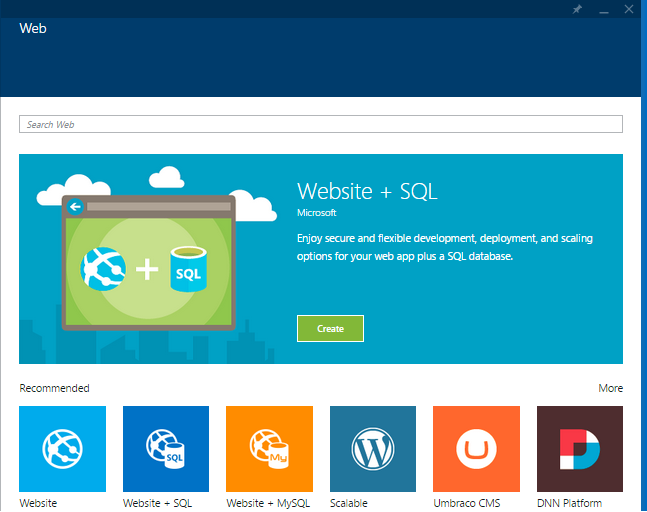 Web
Search Web
Website + SQL
Microsoft
Enjoy secure and flexible development, deployment, and scaling
options for your web app plus a SQL database.
SQL
Create
Recommended
More
SQL
My
W
Website
Website + SQL
Website + MySQL
Scalable
Umbraco CMS
DNN Platform